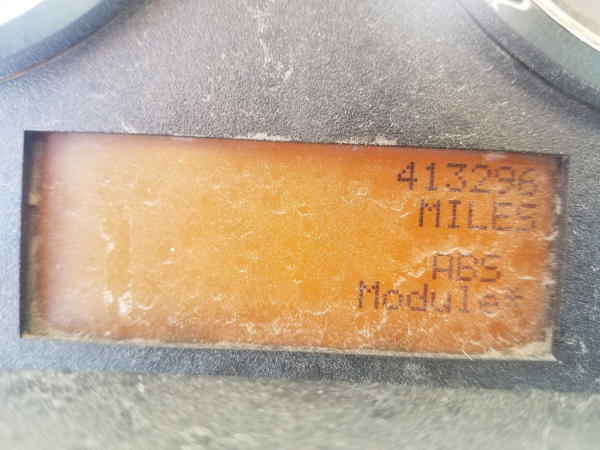 413296
MILES
ABS
Module*